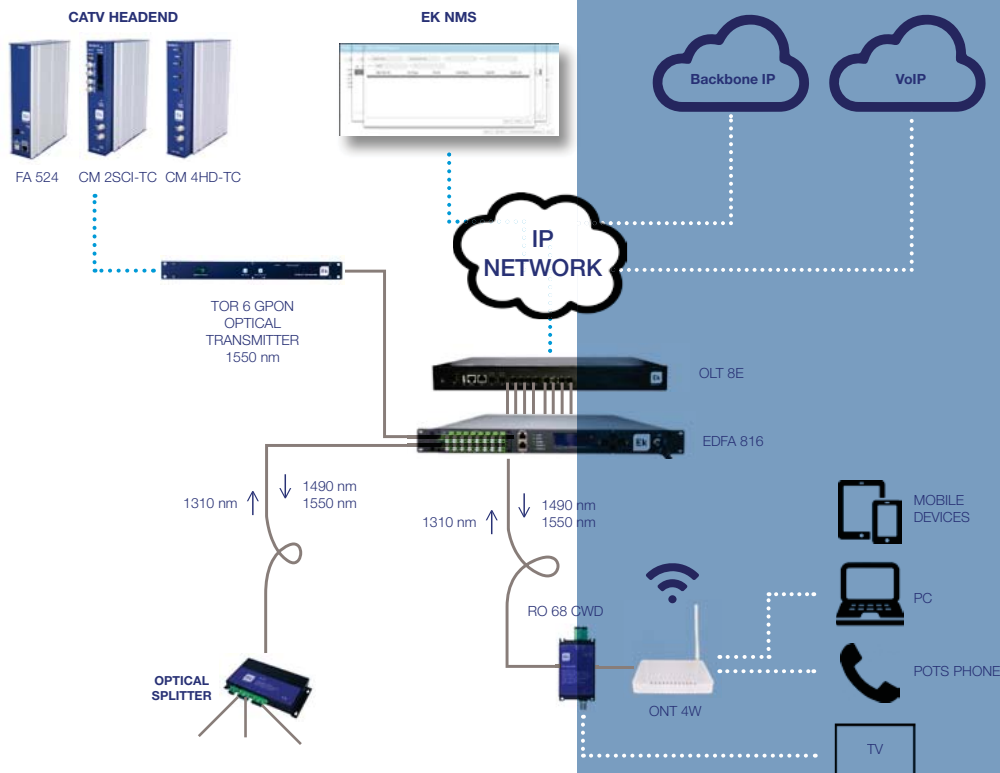 CATV HEADEND
EK NMS
Backbone IP
VoIP
FA 524
CM 2SCI-TC
CM 4HD-TC
IP
NETWORK
TOR 6 GPON
OPTICAL
TRANSMITTER
1550 nm
OLT 8E
Ek
EDFA 816
Ek
1310 nm
1490 nm
1550 nm
1310 nm
1490 nm
1550 nm
MOBILE
DEVICES
PC
RO 68 CWD
OPTICAL
SPLITTER
POTS PHONE
ONT 4W
TV